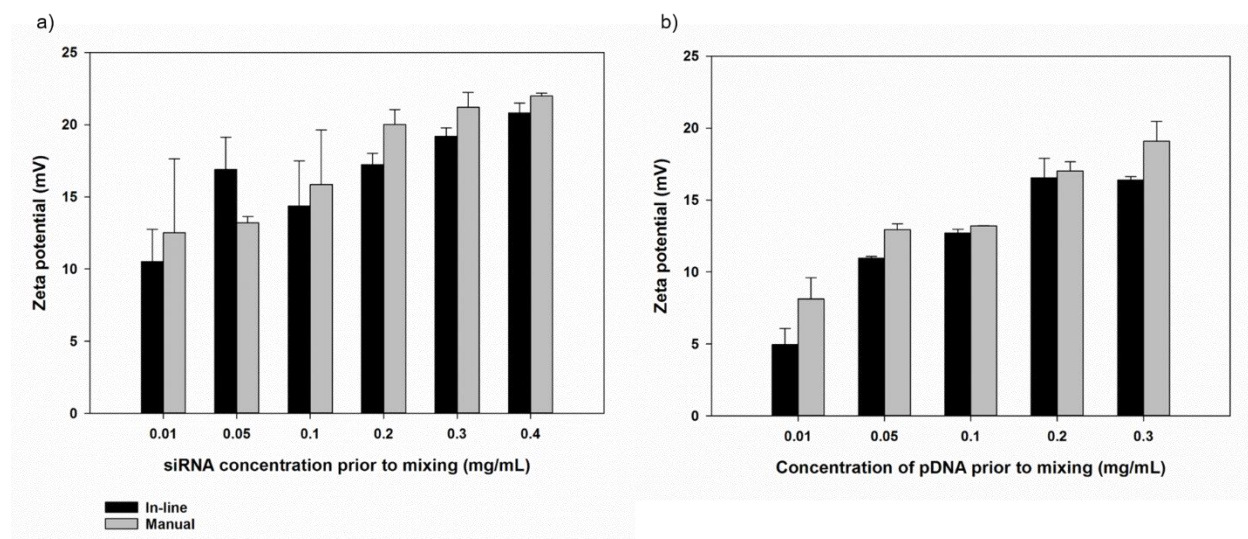 a)
25
20
15
10
5
0
Zeta potential (mV)
0.01 0.05 0.1 0.2 0.3 0.4
siRNA concentration prior to mixing (mg/mL)
In-line
Manual
b)
25
20
15
10
5
0
Zeta potential (mV)
0.01 0.05 0.1 0.2 0.3
Concentration of pDNA prior to mixing (mg/mL)